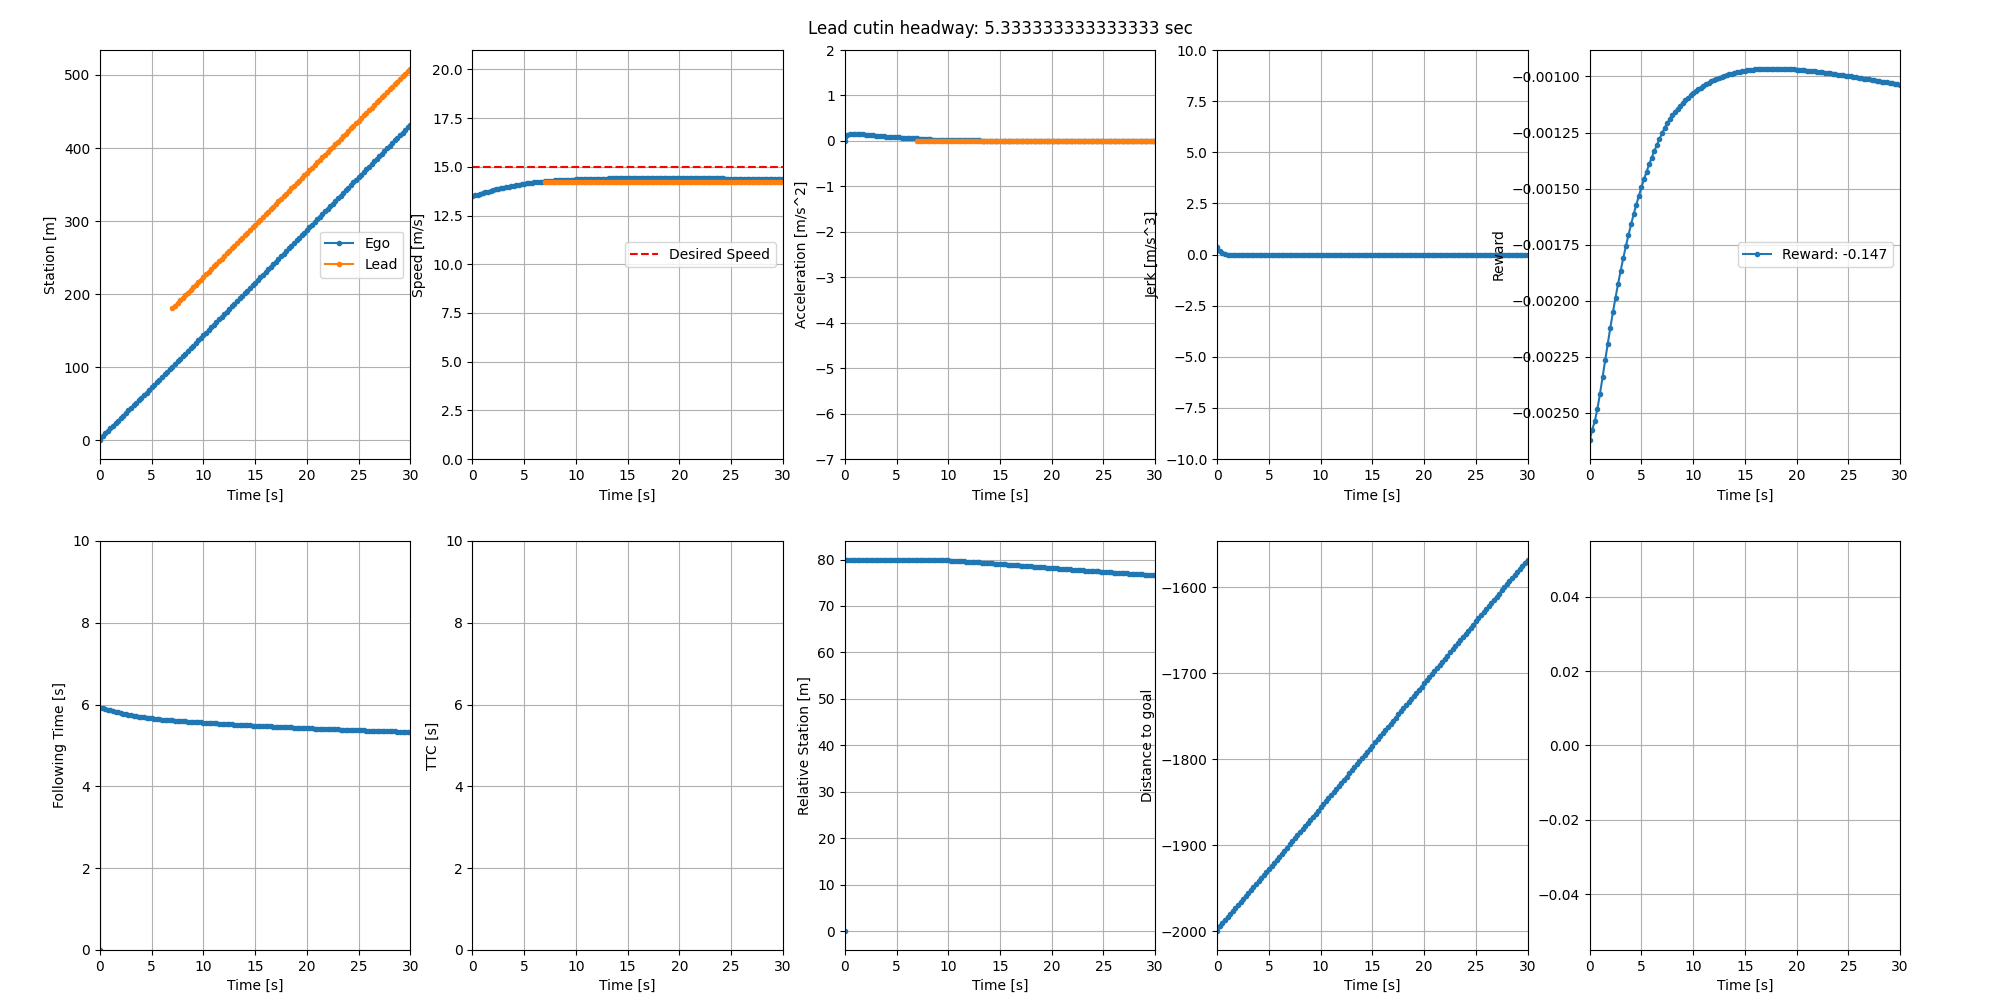 Lead cutin headway: 5.333333333333333 sec
500
400
300
200
100
0
Station [m]
0 5 10 15 20 25 30
Time [s]
Ego
Lead
20.0
17.5
15.0
12.5
10.0
7.5
5.0
2.5
0.0
Speed [m/s]
0 5 10 15 20 25 30
Time [s]
Desired Speed
2
1
0
−1
−2
−3
−4
−5
−6
−7
Acceleration [m/s^2]
0 5 10 15 20 25 30
Time [s]
10.0
7.5
5.0
2.5
0.0
−2.5
−5.0
−7.5
−10.0
Jerk [m/s^3]
0 5 10 15 20 25 30
Time [s]
−0.00100
−0.00125
−0.00150
−0.00175
−0.00200
−0.00225
−0.00250
Reward
0 5 10 15 20 25 30
Time [s]
Reward: -0.147
10
8
6
4
2
0
Following Time [s]
0 5 10 15 20 25 30
Time [s]
10
8
6
4
2
0
TTC [s]
0 5 10 15 20 25 30
Time [s]
80
70
60
50
40
30
20
10
0
Relative Station [m]
0 5 10 15 20 25 30
Time [s]
−1600
−1700
−1800
−1900
−2000
Distance to goal
0 5 10 15 20 25 30
Time [s]
0.04
0.02
0.00
−0.02
−0.04
0 5 10 15 20 25 30
Time [s]